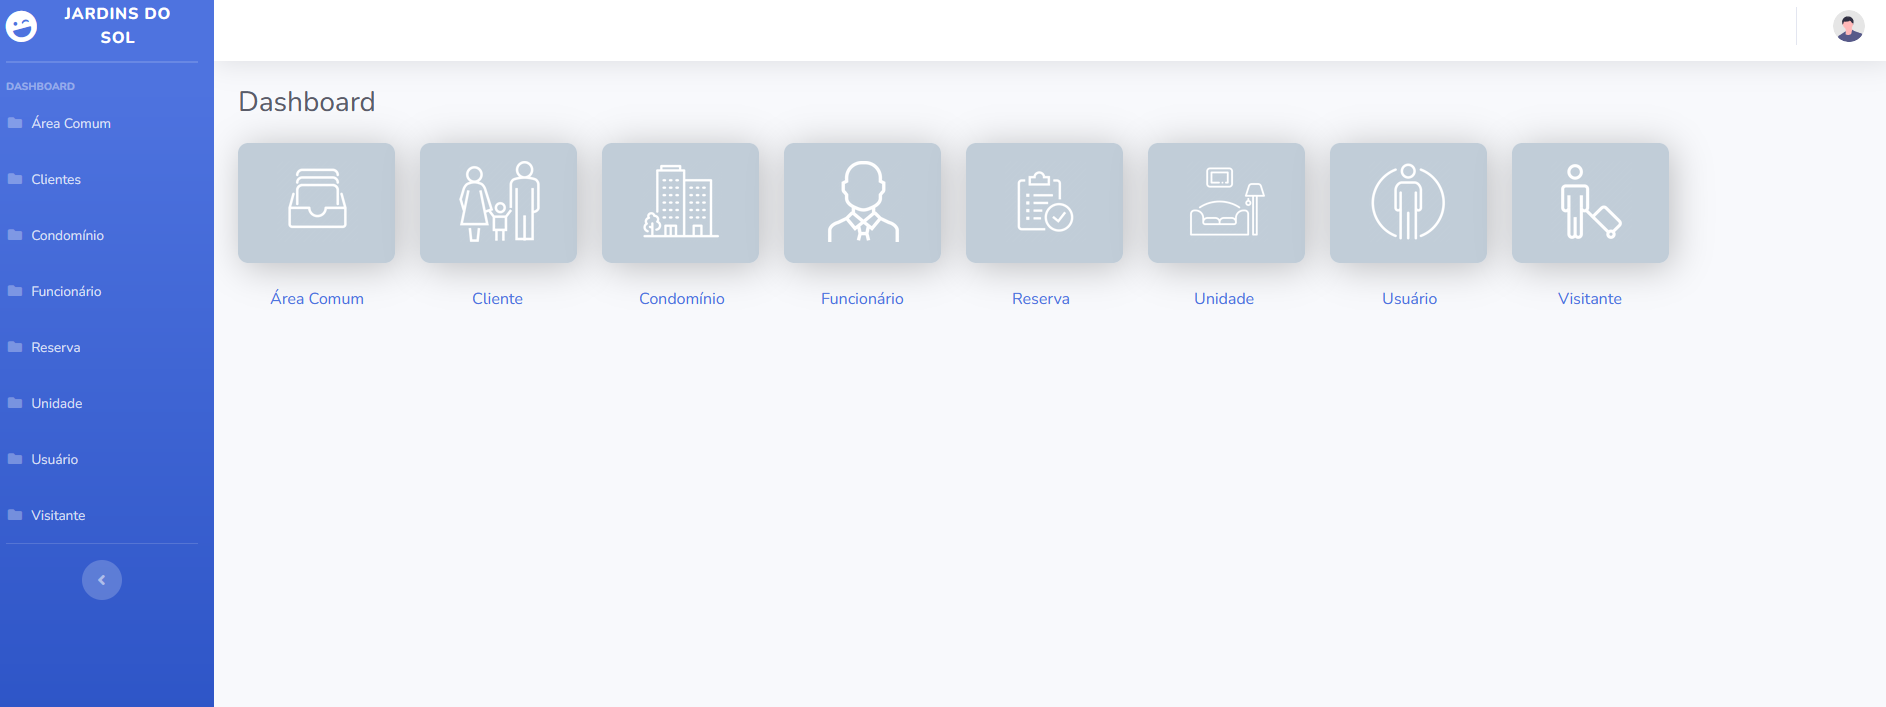 JARDINS DO
SOL
DASHBOARD
Área Comum
Clientes
Condomínio
Funcionário
Reserva
Unidade
Usuário
Visitante
Dashboard
Área Comum
Cliente
Condomínio
Funcionário
Reserva
Unidade
Usuário
Visitante